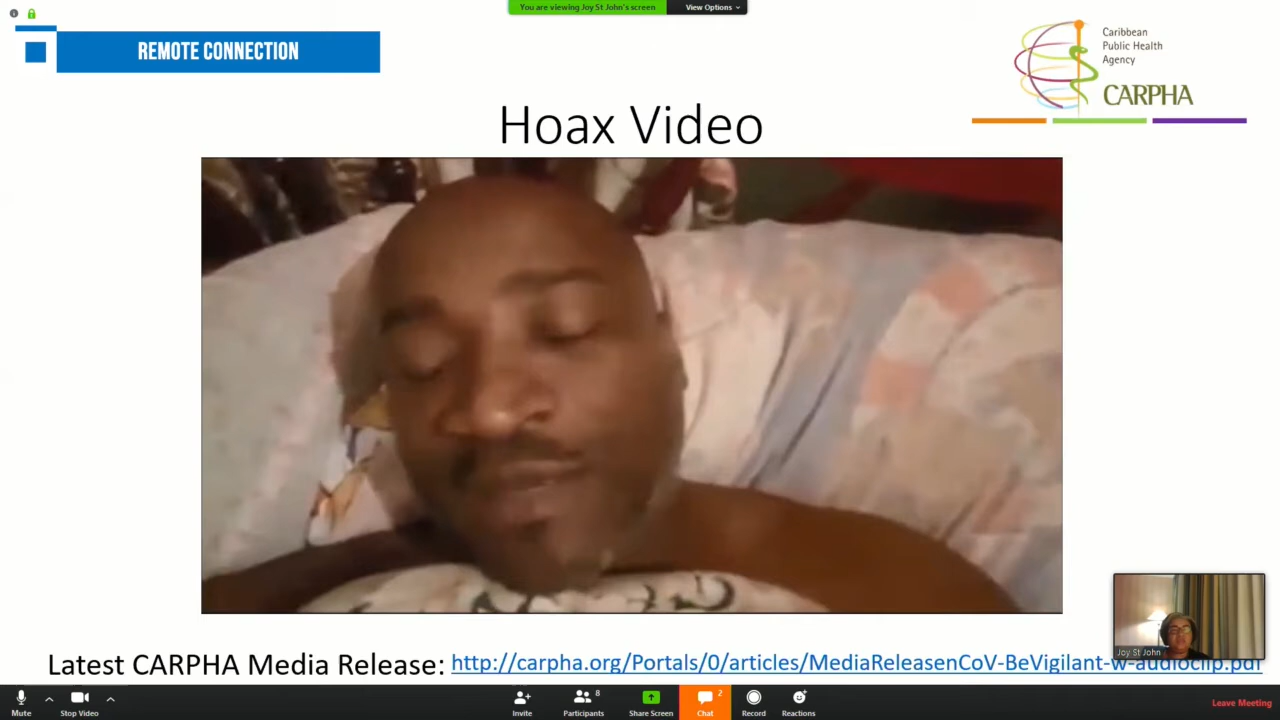 You are viewing Joy St John's screen
View Options
REMOTE CONNECTION
Caribbean
Public Health
Agency
CARPHA
Hoax Video
Joy St John
Latest CARPHA Media Release: http://carpha.org/Portals/0/articles/MediaReleasenCoV-BeVigilant-w-audioclip.pdf
Mute
Stop Video
Invite
8
Participants
Share Screen
2
Chat
Record
Reactions
Leave Meeting